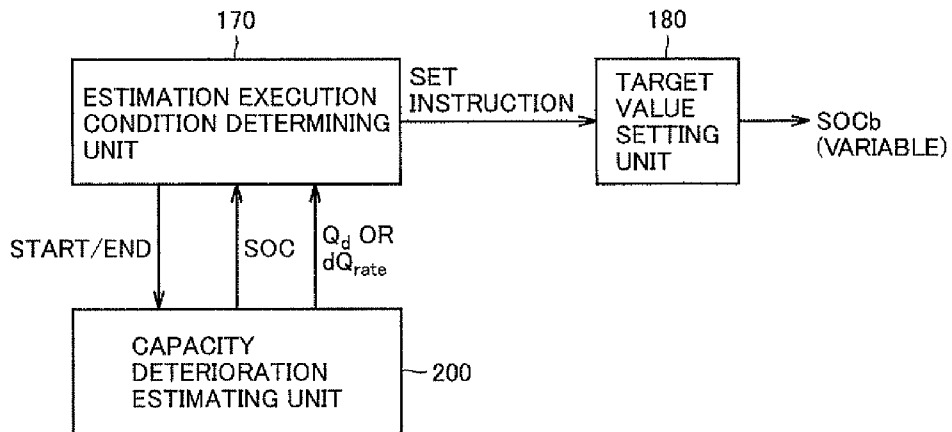 170
180
ESTIMATION EXECUTION
CONDITION DETERMINING
UNIT
SET
INSTRUCTION
TARGET
VALUE
SETTING
UNIT
SOCb
(VARIABLE)
START/END
SOC
Qd OR
dQrate
CAPACITY
DETERIORATION
ESTIMATING UNIT
200